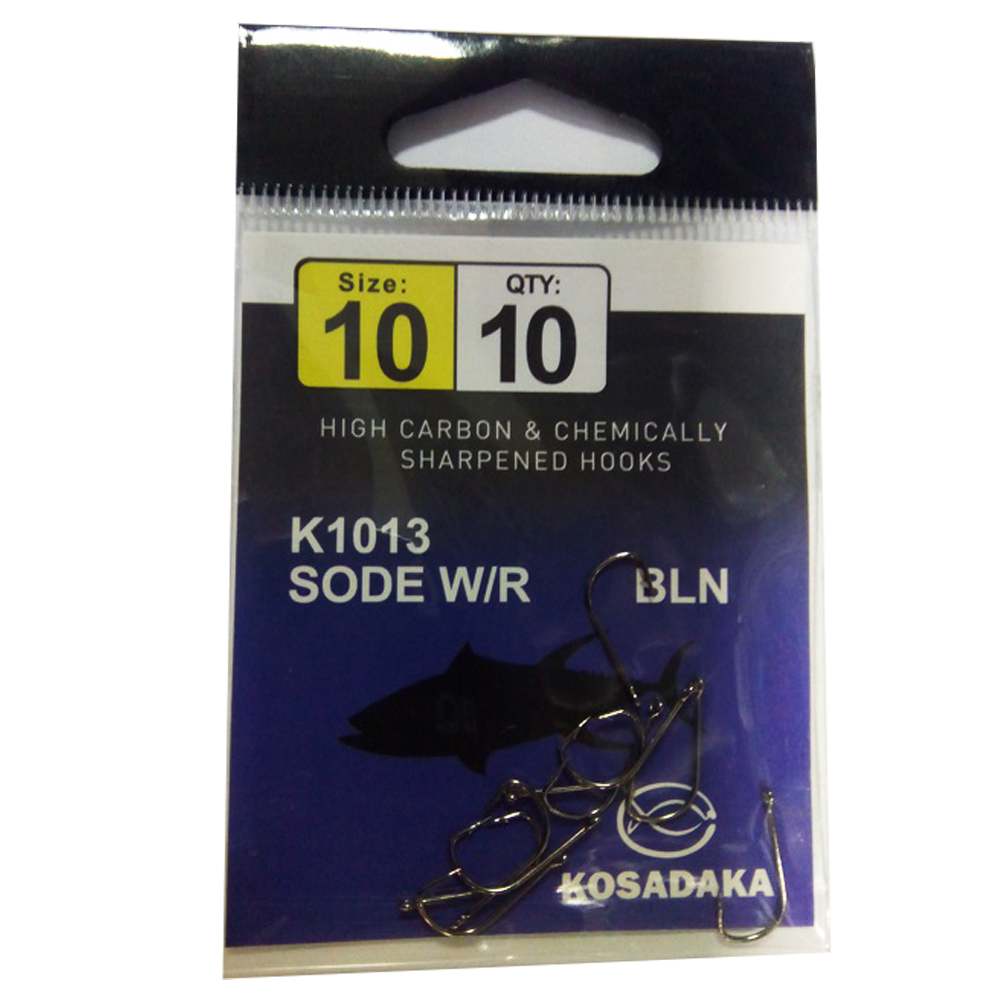 Size:
10
QTY:
10
HIGH CARBON & CHEMICALLY
SHARPENED HOOKS
K1013
SODE W/R BLN
KOSADAKA